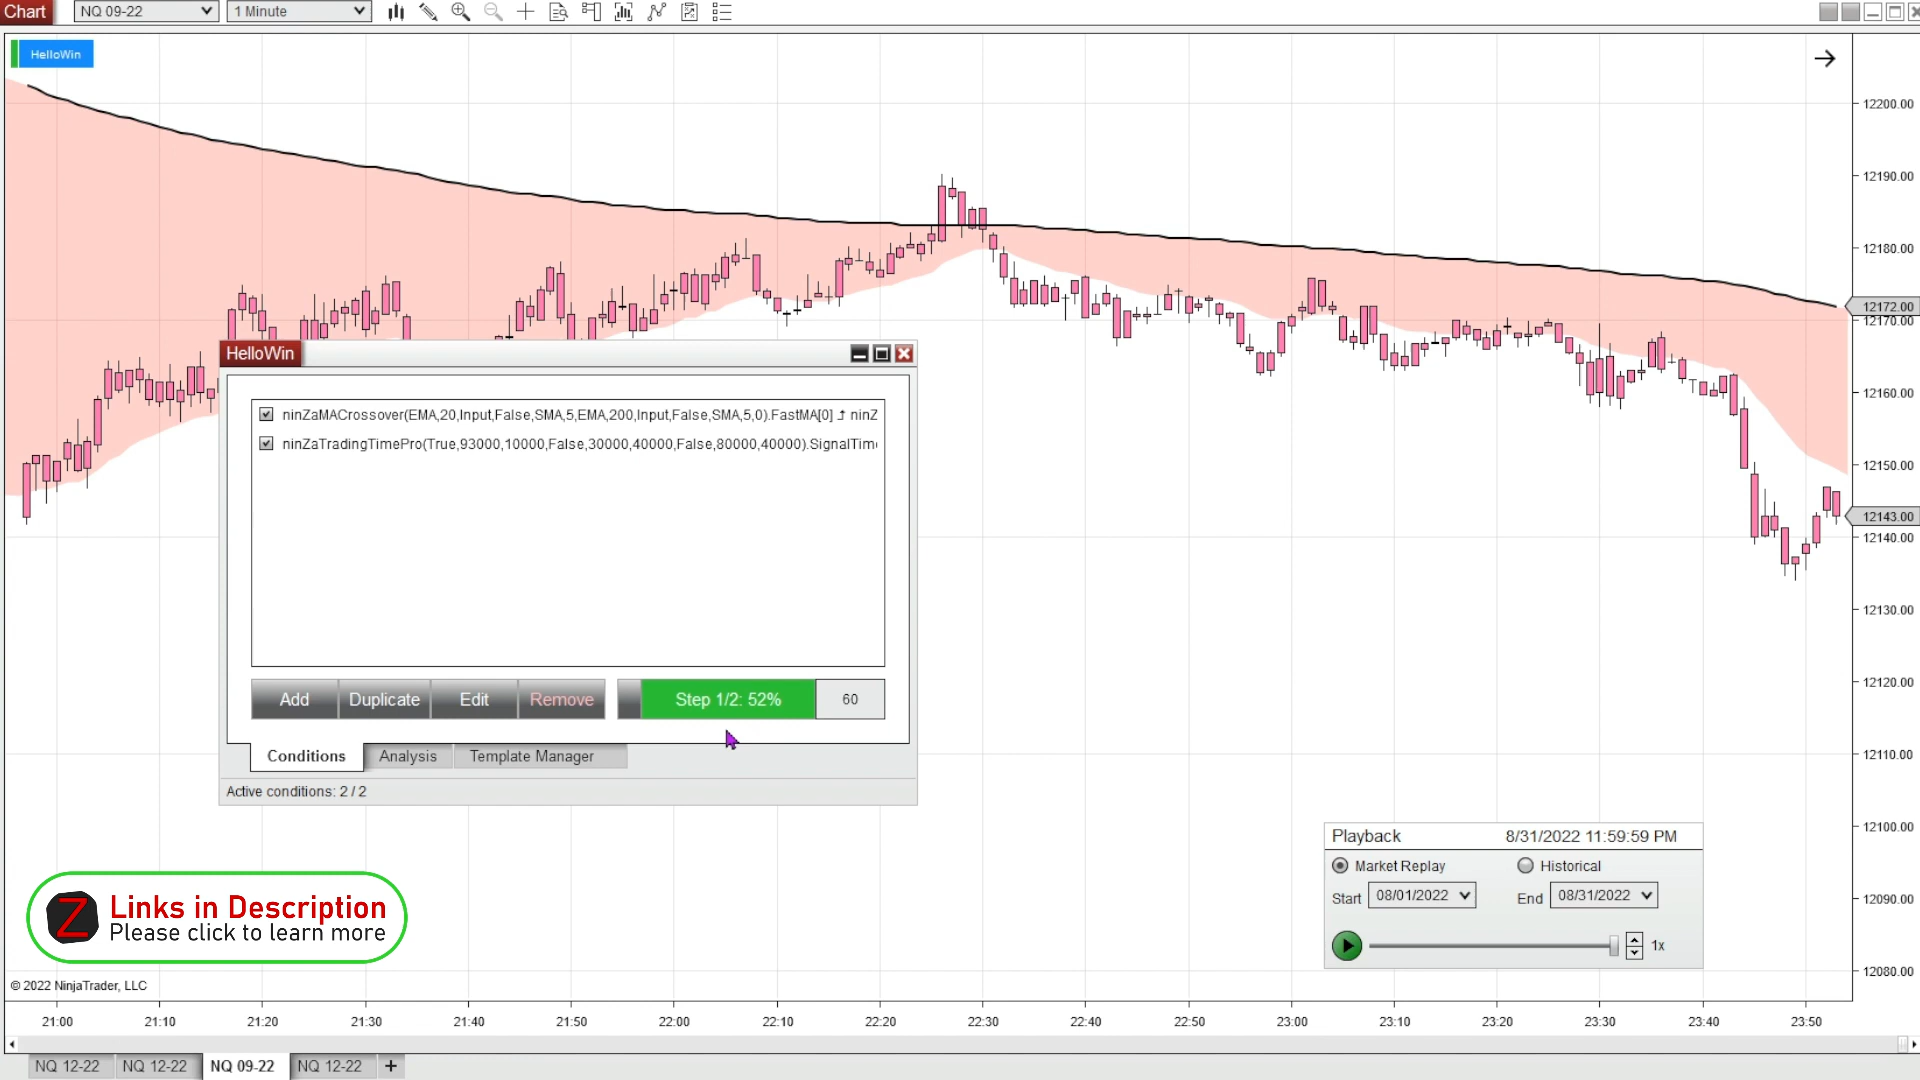 Chart
NQ 09-22
1 Minute
HelloWin
12200.00
12190.00
12180.00
12172.00
12170.00
12160.00
12150.00
12143.00
12140.00
12130.00
12120.00
12110.00
12100.00
12090.00
12080.00
HelloWin
ninZaMACrossover(EMA,20,Input,False,SMA,5,EMA,200,Input,False,SMA,5,0).FastMA[0] ⮥ ninZ
ninZaTradingTimePro(True,93000,10000,False,30000,40000,False,80000,40000).SignalTim
Add
Duplicate
Edit
Remove
Step 1/2: 52%
60
Conditions
Analysis
Template Manager
Active conditions: 2 / 2
Playback
8/31/2022 11:59:59 PM
Market Replay
Historical
Start
08/01/2022
End
08/31/2022
1x
Z
Links in Description
Please click to learn more
© 2022 NinjaTrader, LLC
21:00
21:10
21:20
21:30
21:40
21:50
22:00
22:10
22:20
22:30
22:40
22:50
23:00
23:10
23:20
23:30
23:40
23:50
NQ 12-22
NQ 12-22
NQ 09-22
NQ 12-22
+